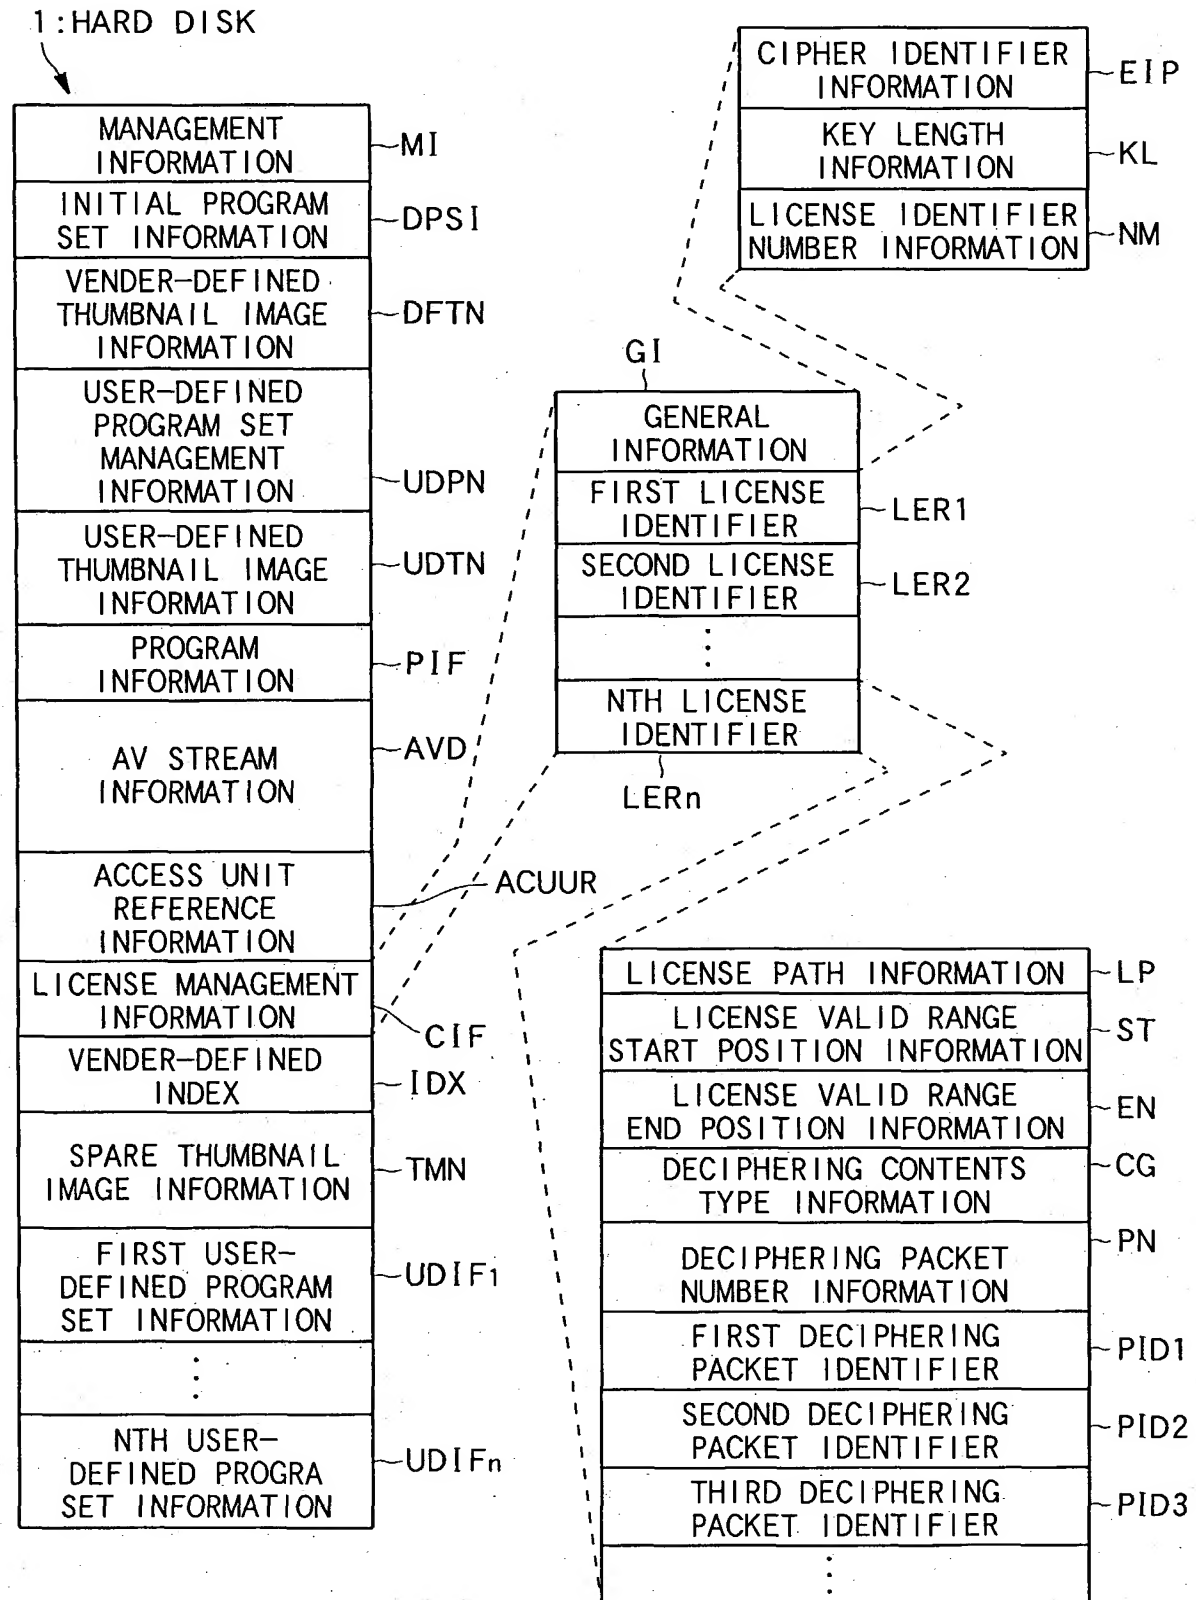 1:HARD DISK
MANAGEMENT
INFORMATION
MI
INITIAL PROGRAM
SET INFORMATION
DPSI
VENDER-DEFINED
THUMBNAIL IMAGE
INFORMATION
DFTN
USER-DEFINED
PROGRAM SET
MANAGEMENT
INFORMATION
UDPN
USER-DEFINED
THUMBNAIL IMAGE
INFORMATION
UDTN
PROGRAM
INFORMATION
PIF
AV STREAM
INFORMATION
AVD
ACCESS UNIT
REFERENCE
INFORMATION
ACUUR
LICENSE MANAGEMENT
INFORMATION
CIF
VENDER-DEFINED
INDEX
IDX
SPARE THUMBNAIL
IMAGE INFORMATION
TMN
FIRST USER-
DEFINED PROGRAM
SET INFORMATION
UDIF1
NTH USER-
DEFINED PROGRA
SET INFORMATION
UDIFn
GI
GENERAL
INFORMATION
FIRST LICENSE
IDENTIFIER
LER1
SECOND LICENSE
IDENTIFIER
LER2
NTH LICENSE
IDENTIFIER
LERn
CIPHER IDENTIFIER
INFORMATION
EIP
KEY LENGTH
INFORMATION
KL
LICENSE IDENTIFIER
NUMBER INFORMATION
NM
LICENSE PATH INFORMATION
LP
LICENSE VALID RANGE
START POSITION INFORMATION
ST
LICENSE VALID RANGE
END POSITION INFORMATION
EN
DECIPHERING CONTENTS
TYPE INFORMATION
CG
DECIPHERING PACKET
NUMBER INFORMATION
PN
FIRST DECIPHERING
PACKET IDENTIFIER
PID1
SECOND DECIPHERING
PACKET IDENTIFIER
PID2
THIRD DECIPHERING
PACKET IDENTIFIER
PID3